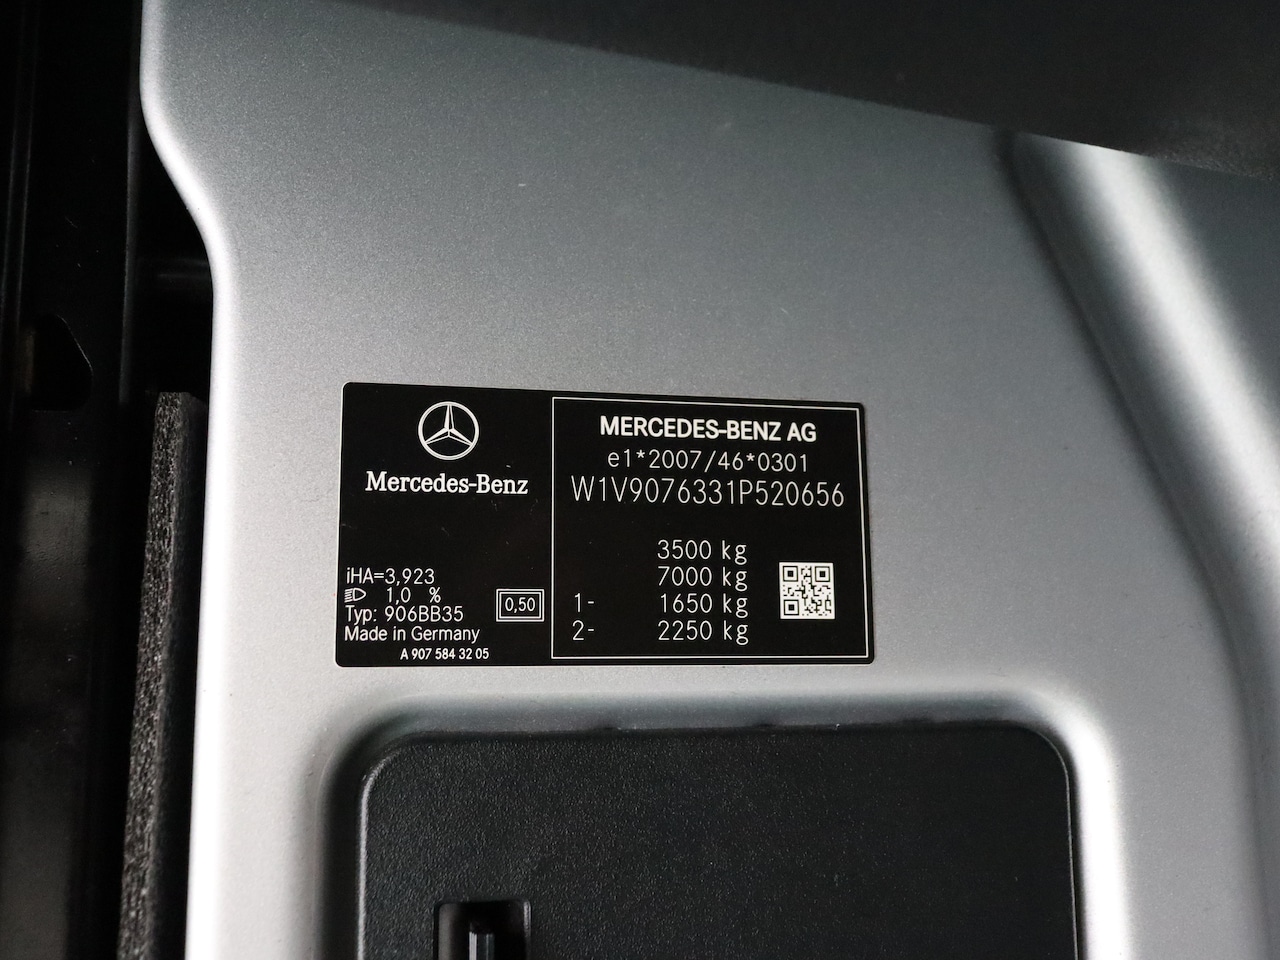 Mercedes-Benz
iHA=3,923
1,0 %
Typ: 906BB35
Made in Germany
A 907 584 32 05
0,50
MERCEDES-BENZ AG
e1*2007/46*0301
W1V9076331P520656
3500 kg
7000 kg
1- 1650 kg
2- 2250 kg